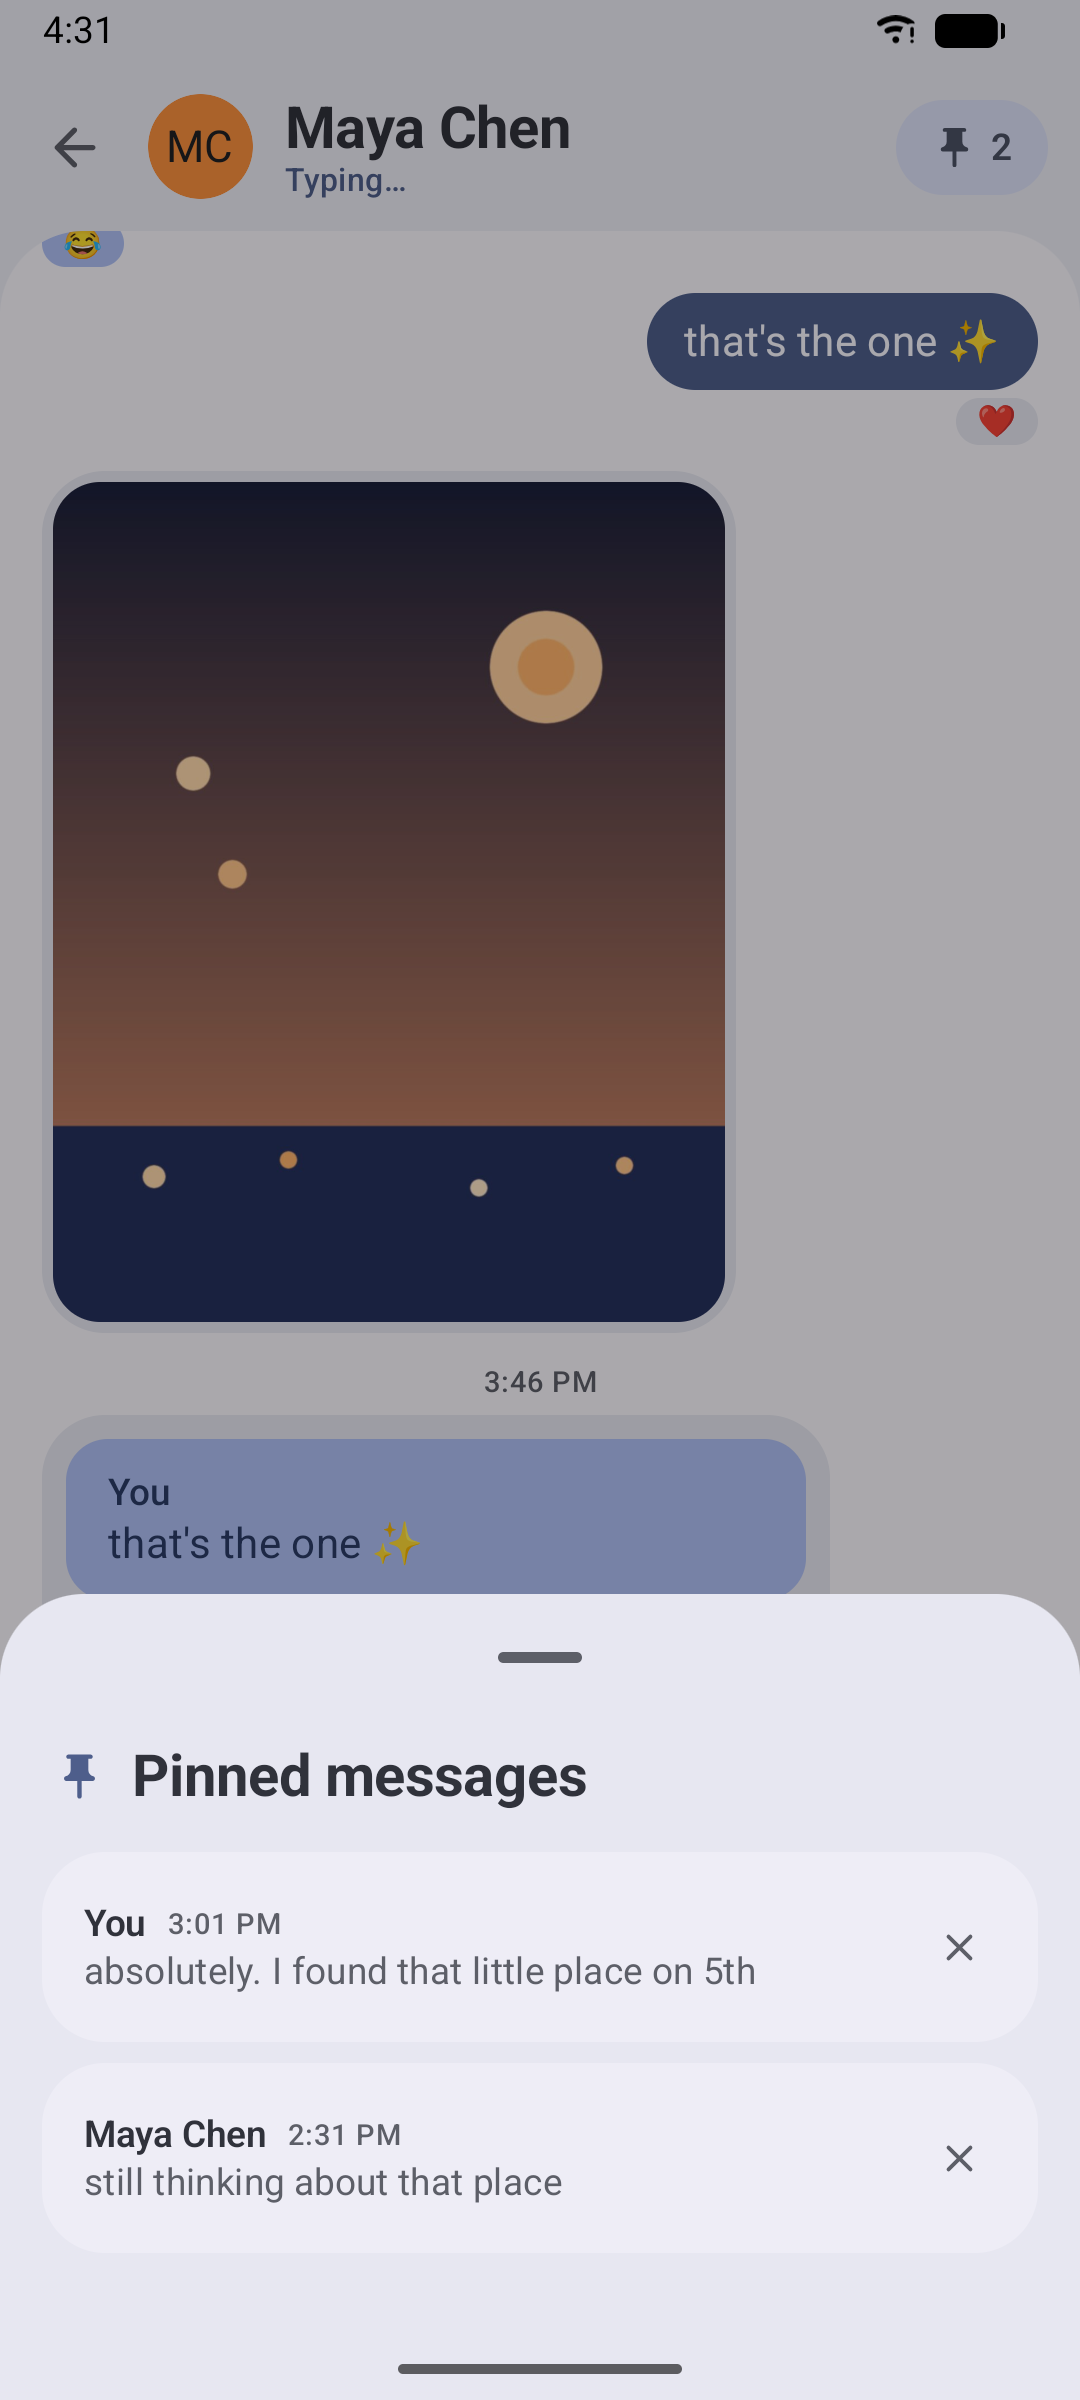 4:31
MC
Maya Chen
Typing...
2
😂
that's the one ✨
❤️
3:46 PM
You
that's the one ✨
Pinned messages
You 3:01 PM
absolutely. I found that little place on 5th
Maya Chen 2:31 PM
still thinking about that place